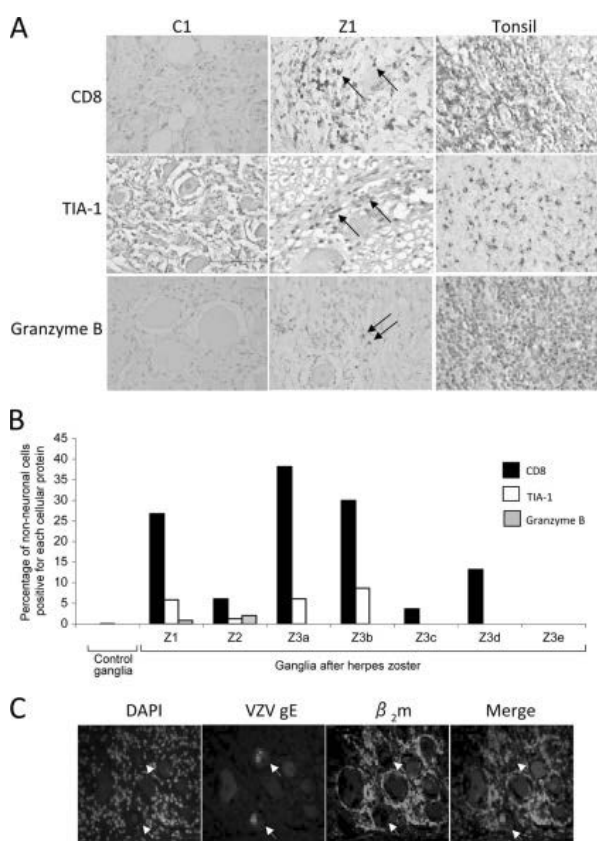 A
C1 Z1 Tonsil
CD8
TIA-1
Granzyme B
B
Percentage of non-neuronal cells
positive for each cellular protein
45
40
35
30
25
20
15
10
5
0
CD8
TIA-1
Granzyme B
Z1 Z2 Z3a Z3b Z3c Z3d Z3e
Control
ganglia
Ganglia after herpes zoster
C
DAPI VZV gE β2m Merge